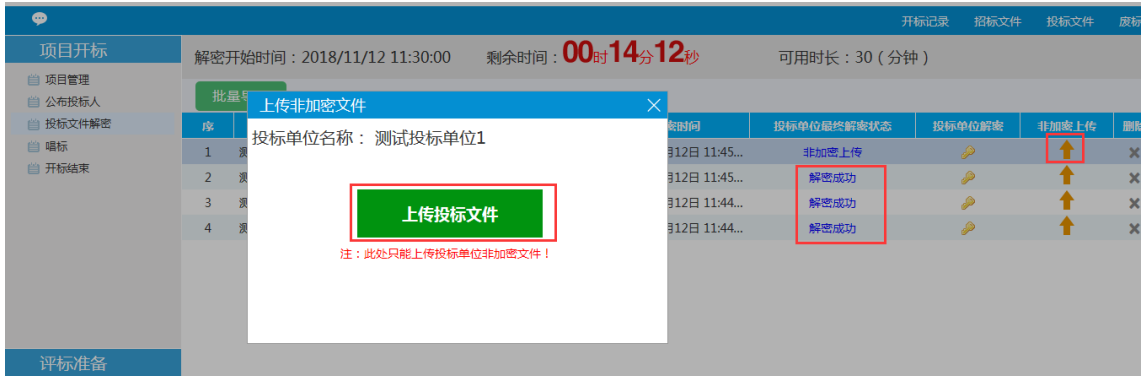 开标记录 招标文件 投标文件 废标
项目开标
解密开始时间：2018/11/12 11:30:00 剩余时间：00时14分12秒 可用时长：30（分钟）
项目管理
公布投标人
投标文件解密
唱标
开标结束
批量导
上传非加密文件
投标单位名称： 测试投标单位1
上传投标文件
注：此处只能上传投标单位非加密文件！
序 密时间 投标单位最终解密状态 投标单位解密 非加密上传 删除
1 测 月12日 11:45... 非加密上传
2 测 月12日 11:45... 解密成功
3 测 月12日 11:44... 解密成功
4 测 月12日 11:44... 解密成功
评标准备